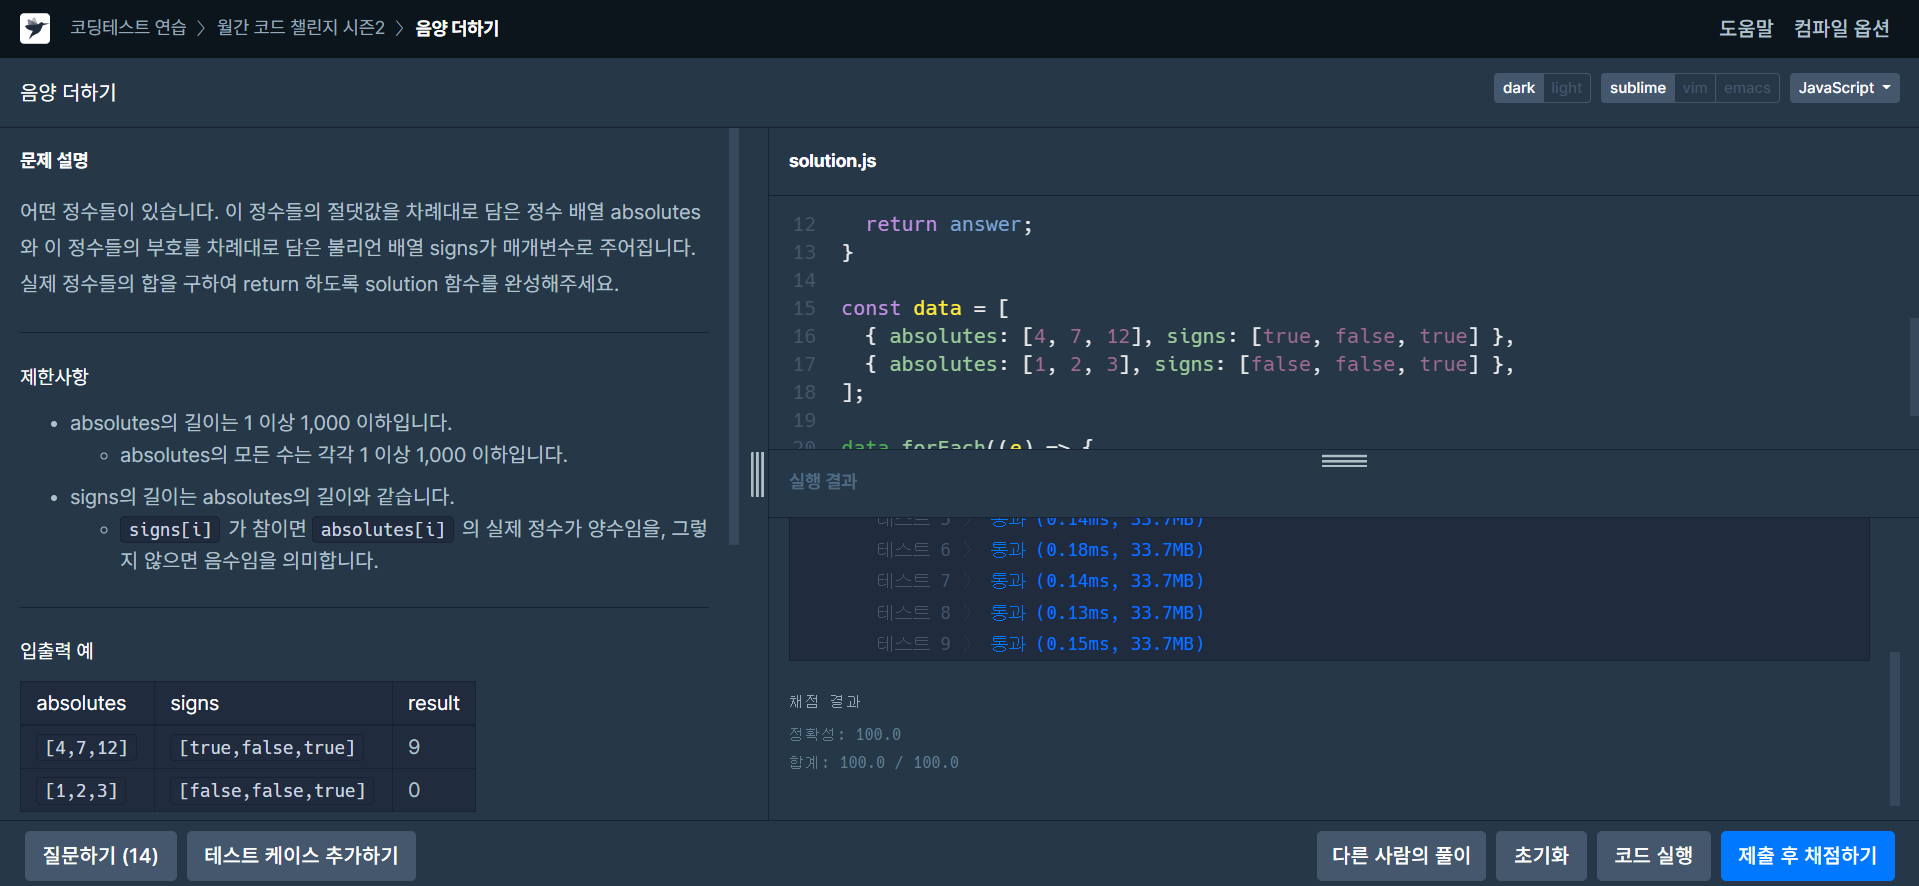 코딩테스트 연습 〉 월간 코드 챌린지 시즌2 〉 음양 더하기
도움말 컴파일 옵션
음양 더하기
dark light sublime vim emacs JavaScript
문제 설명
어떤 정수들이 있습니다. 이 정수들의 절댓값을 차례대로 담은 정수 배열 absolutes
와 이 정수들의 부호를 차례대로 담은 불리언 배열 signs가 매개변수로 주어집니다.
실제 정수들의 합을 구하여 return 하도록 solution 함수를 완성해주세요.
제한사항
• absolutes의 길이는 1 이상 1,000 이하입니다.
◦ absolutes의 모든 수는 각각 1 이상 1,000 이하입니다.
• signs의 길이는 absolutes의 길이와 같습니다.
◦ signs[i] 가 참이면 absolutes[i] 의 실제 정수가 양수임을, 그렇
지 않으면 음수임을 의미합니다.
입출력 예
absolutes signs result
[4,7,12] [true,false,true] 9
[1,2,3] [false,false,true] 0
solution.js
12 return answer;
13 }
14
15 const data = [
16 { absolutes: [4, 7, 12], signs: [true, false, true] },
17 { absolutes: [1, 2, 3], signs: [false, false, true] },
18 ];
19
20 data.forEach((e) => {
실행 결과
테스트 5 〉 통과 (0.14ms, 33.7MB)
테스트 6 〉 통과 (0.18ms, 33.7MB)
테스트 7 〉 통과 (0.14ms, 33.7MB)
테스트 8 〉 통과 (0.13ms, 33.7MB)
테스트 9 〉 통과 (0.15ms, 33.7MB)
채점 결과
정확성: 100.0
합계: 100.0 / 100.0
질문하기 (14) 테스트 케이스 추가하기
다른 사람의 풀이 초기화 코드 실행 제출 후 채점하기